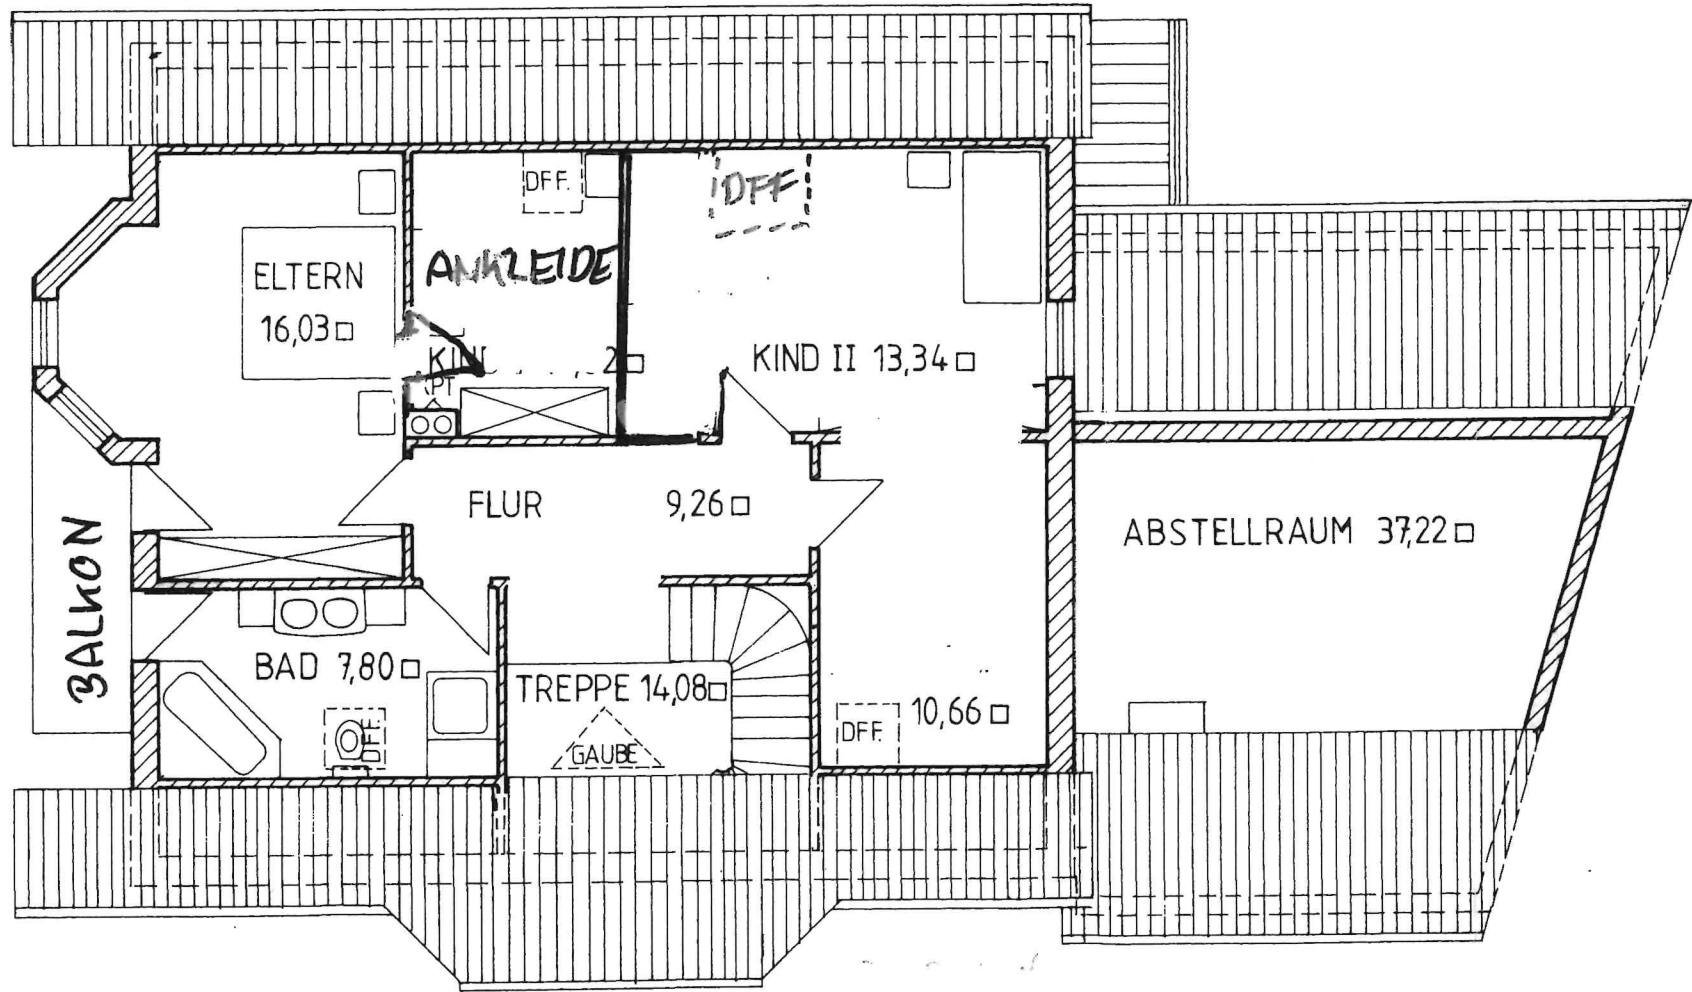 DFF.
DFF
ANKLEIDE
ELTERN
16,03
KIND II 13,34
FLUR 9,26
ABSTELLRAUM 37,22
BALKON
BAD 7,80
TREPPE 14,08
10,66
DFF.
DFF.
GAUBE